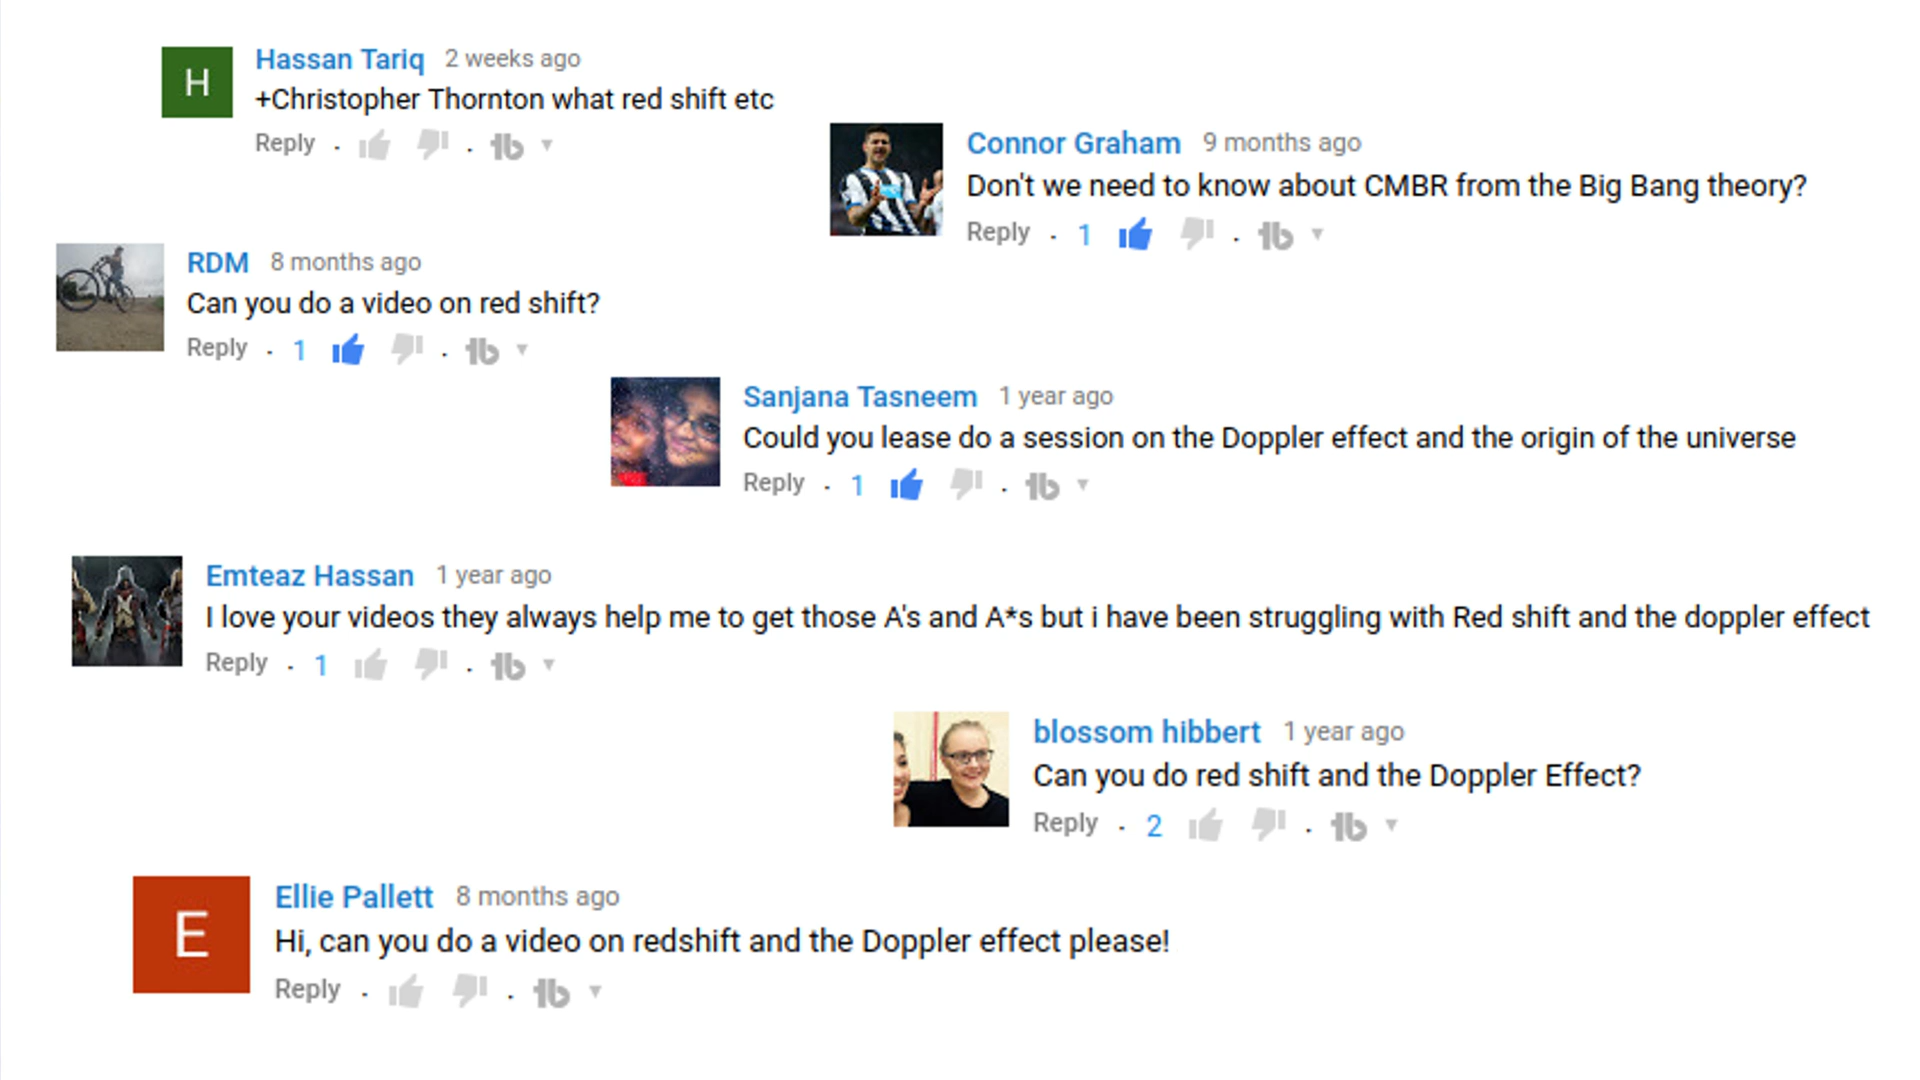 H
Hassan Tariq 2 weeks ago
+Christopher Thornton what red shift etc
Reply
Connor Graham 9 months ago
Don't we need to know about CMBR from the Big Bang theory?
Reply · 1
RDM 8 months ago
Can you do a video on red shift?
Reply · 1
Sanjana Tasneem 1 year ago
Could you lease do a session on the Doppler effect and the origin of the universe
Reply · 1
Emteaz Hassan 1 year ago
I love your videos they always help me to get those A's and A*s but i have been struggling with Red shift and the doppler effect
Reply · 1
blossom hibbert 1 year ago
Can you do red shift and the Doppler Effect?
Reply · 2
E
Ellie Pallett 8 months ago
Hi, can you do a video on redshift and the Doppler effect please!
Reply